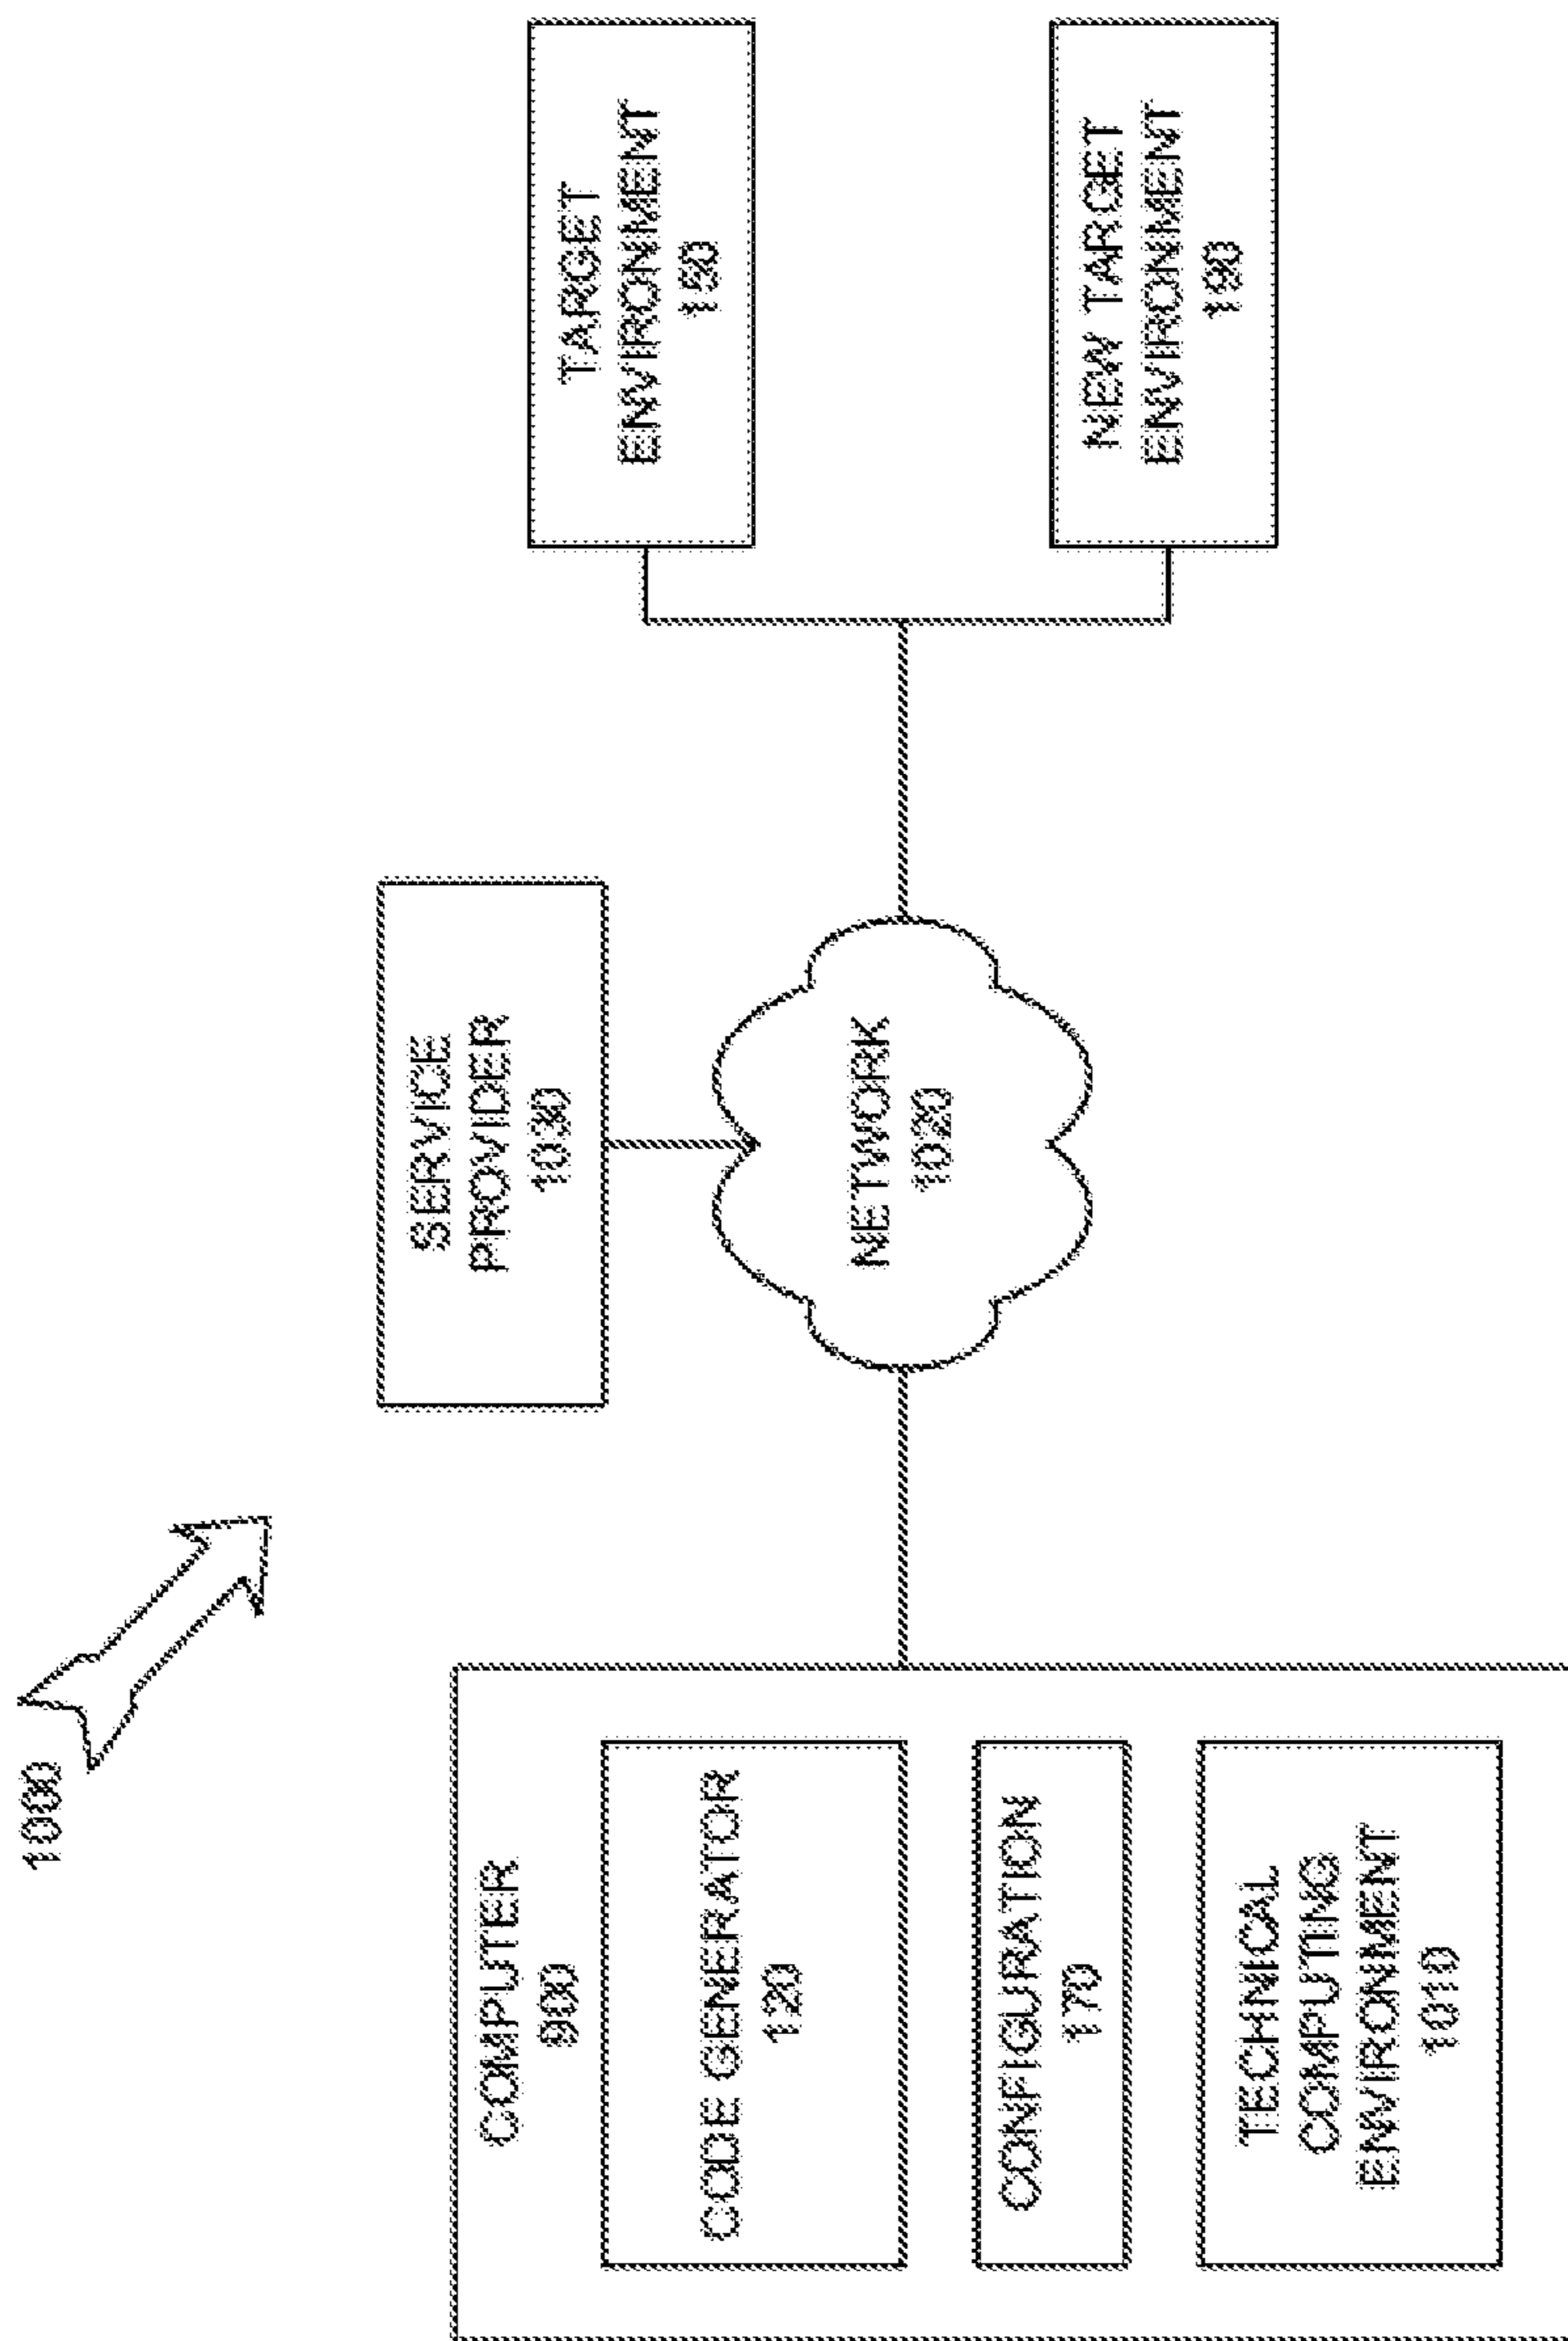 1000
COMPUTER
900
CODE GENERATOR
120
CONFIGURATION
170
TECHNICAL
COMPUTING
ENVIRONMENT
1010
SERVICE
PROVIDER
1030
NETWORK
1020
TARGET
ENVIRONMENT
150
NEW TARGET
ENVIRONMENT
190